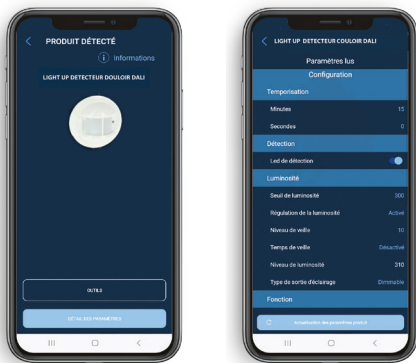 PRODUIT DÉTECTÉ
Informations
LIGHT UP DETECTEUR DOULOIR DALI
OUTILS
DÉTAIL DES PARAMÈTRES
LIGHT UP DETECTEUR COULOIR DALI
Paramètres lus
Configuration
Temporisation
Minutes 15
Secondes 0
Détection
Led de détection
Luminosité
Seuil de luminosité 300
Régulation de la luminosité Activé
Niveau de veille 10
Temps de veille Désactivé
Niveau de luminosité 310
Type de sortie d'éclairage Dimmable
Fonction
Actualisation des paramètres produit